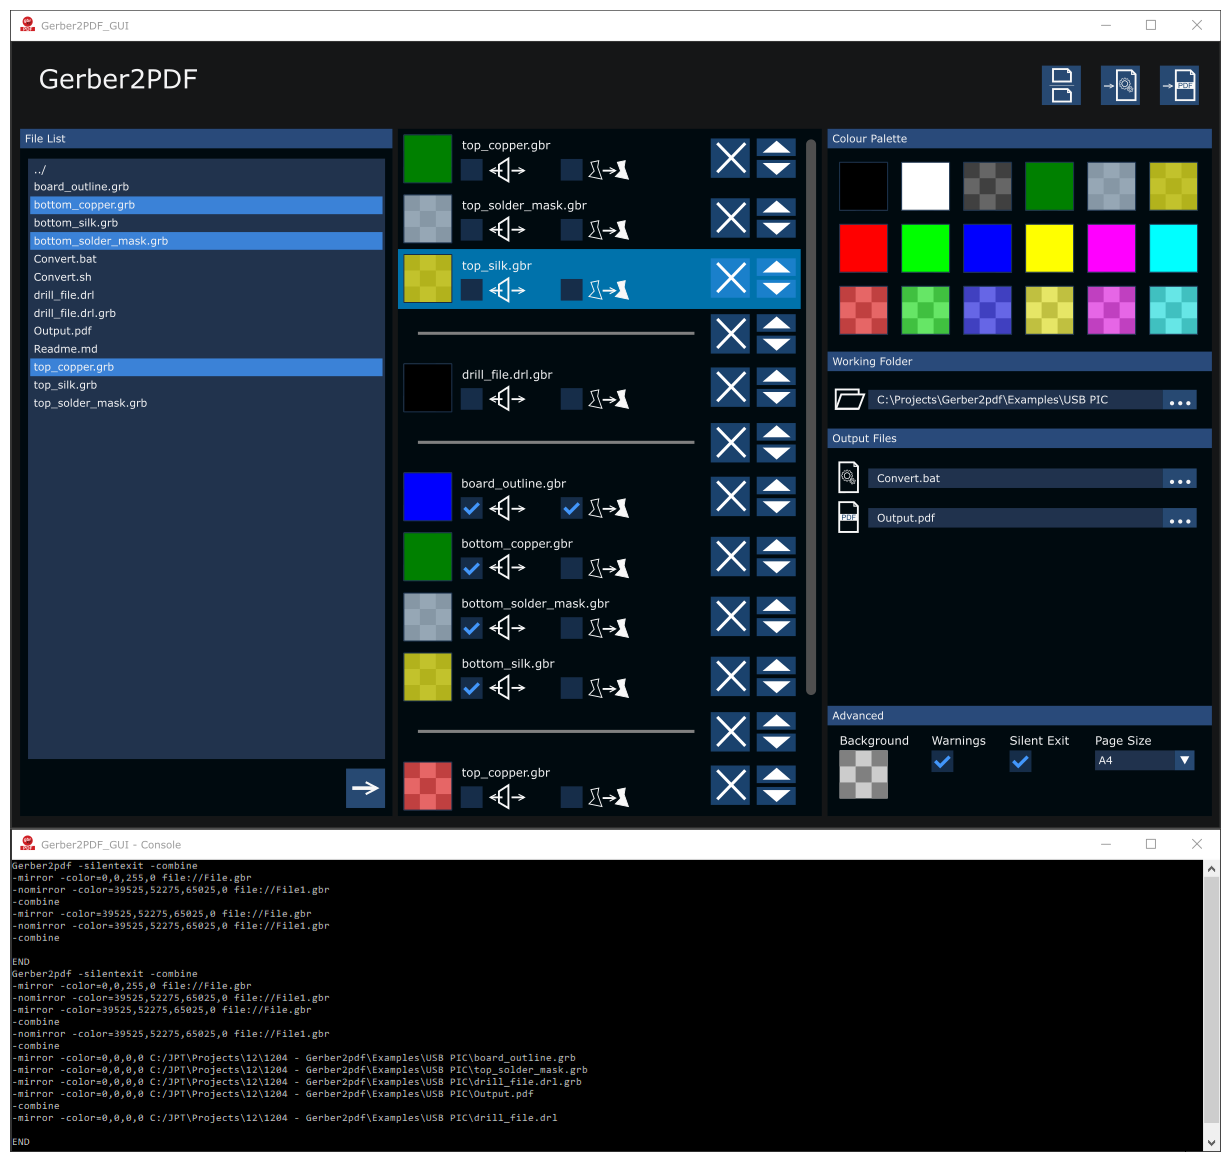 Gerber2PDF_GUI
Gerber2PDF
PDF
File List
../
board_outline.grb
bottom_copper.grb
bottom_silk.grb
bottom_solder_mask.grb
Convert.bat
Convert.sh
drill_file.drl
drill_file.drl.grb
Output.pdf
Readme.md
top_copper.grb
top_silk.grb
top_solder_mask.grb
top_copper.gbr
top_solder_mask.gbr
top_silk.gbr
drill_file.drl.gbr
board_outline.gbr
bottom_copper.gbr
bottom_solder_mask.gbr
bottom_silk.gbr
top_copper.gbr
Colour Palette
Working Folder
C:\Projects\Gerber2pdf\Examples\USB PIC
...
Output Files
Convert.bat
...
PDF
Output.pdf
...
Advanced
Background
Warnings
Silent Exit
Page Size
A4
Gerber2PDF_GUI - Console
Gerber2pdf -silentexit -combine
-mirror -color=0,0,255,0 file://File.gbr
-nomirror -color=39525,52275,65025,0 file://File1.gbr
-combine
-mirror -color=39525,52275,65025,0 file://File.gbr
-nomirror -color=39525,52275,65025,0 file://File1.gbr
-combine
END
Gerber2pdf -silentexit -combine
-mirror -color=0,0,255,0 file://File.gbr
-nomirror -color=39525,52275,65025,0 file://File1.gbr
-mirror -color=39525,52275,65025,0 file://File.gbr
-combine
-nomirror -color=39525,52275,65025,0 file://File1.gbr
-combine
-mirror -color=0,0,0,0 C:/JPT\Projects\12\1204 - Gerber2pdf\Examples\USB PIC\board_outline.grb
-mirror -color=0,0,0,0 C:/JPT\Projects\12\1204 - Gerber2pdf\Examples\USB PIC\top_solder_mask.grb
-mirror -color=0,0,0,0 C:/JPT\Projects\12\1204 - Gerber2pdf\Examples\USB PIC\drill_file.drl.grb
-mirror -color=0,0,0,0 C:/JPT\Projects\12\1204 - Gerber2pdf\Examples\USB PIC\Output.pdf
-combine
-mirror -color=0,0,0,0 C:/JPT\Projects\12\1204 - Gerber2pdf\Examples\USB PIC\drill_file.drl
END